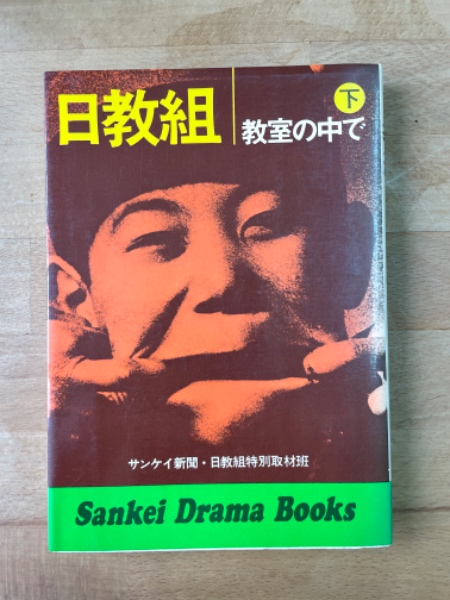 日教組
教室の中で
下
サンケイ新聞・日教組特別取材班
Sankei Drama Books